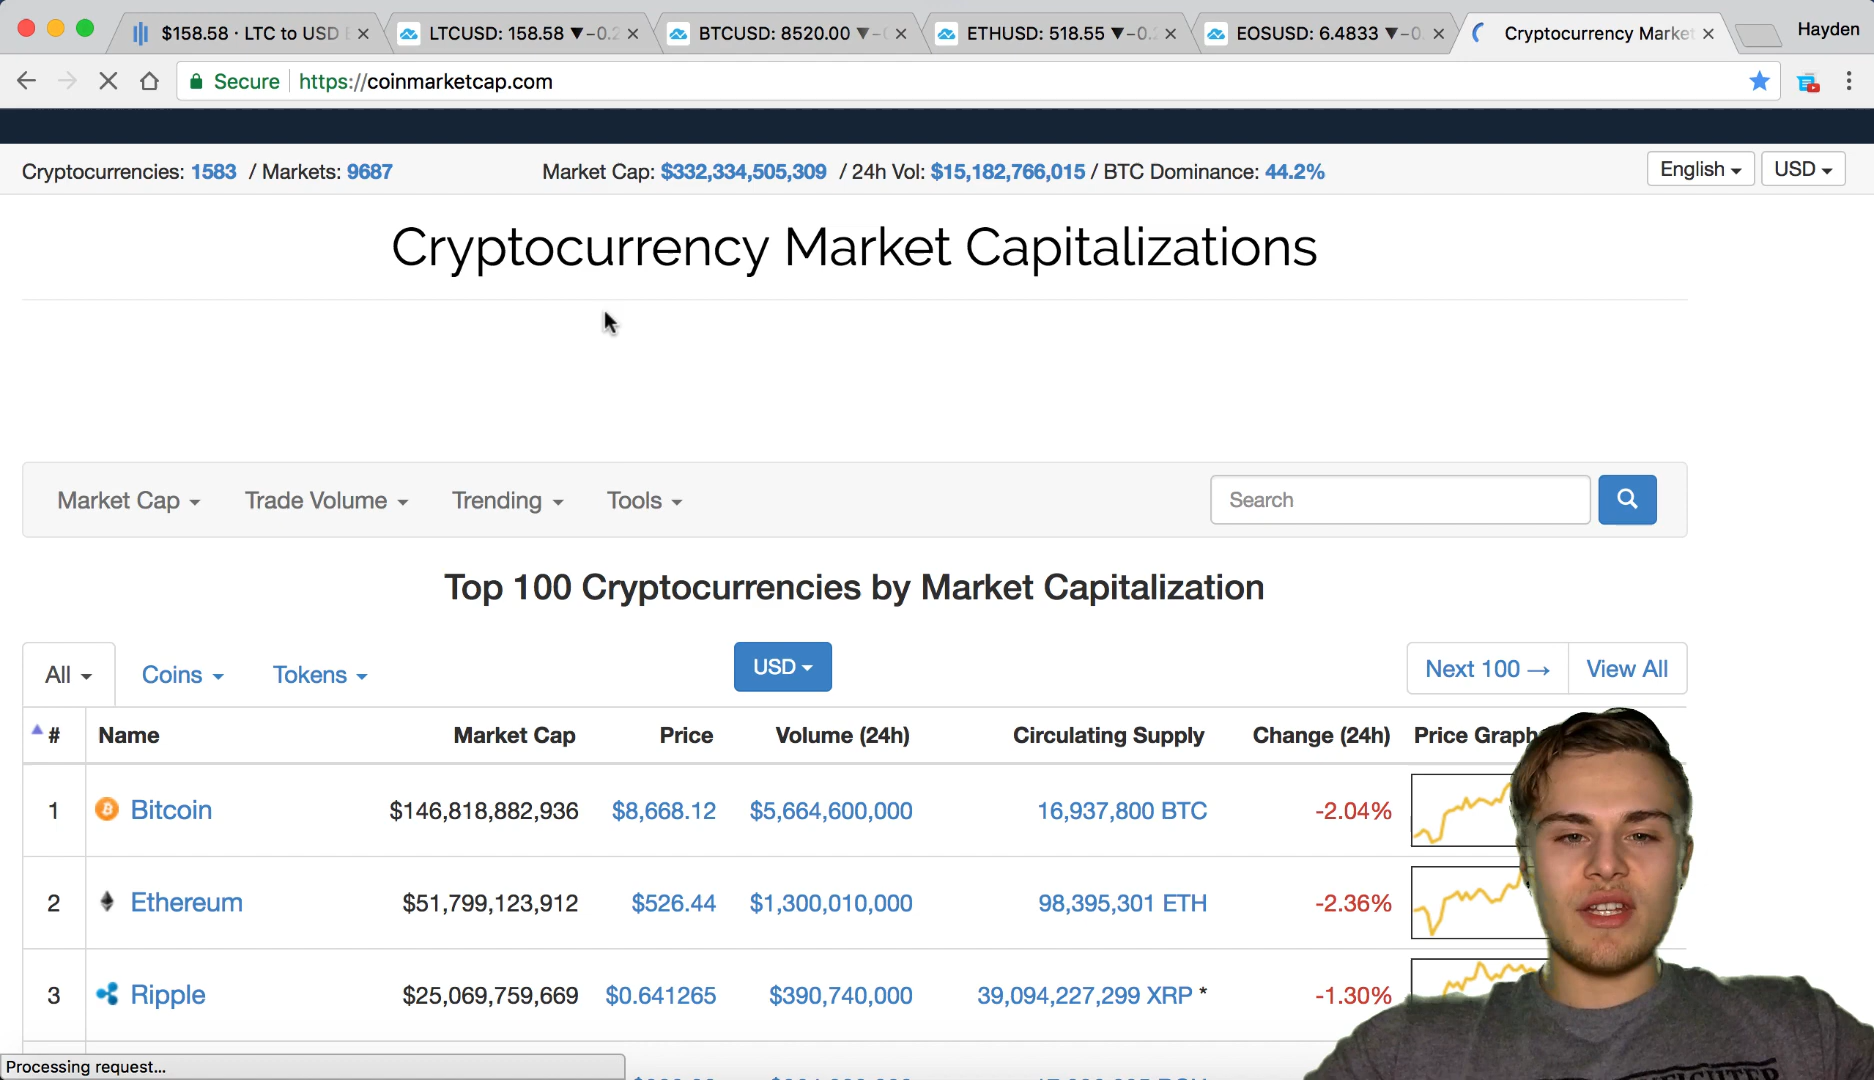 $158.58 · LTC to USD
LTCUSD: 158.58 ▼−0.2
BTCUSD: 8520.00 ▼−
ETHUSD: 518.55 ▼−0.
EOSUSD: 6.4833 ▼−0.
Cryptocurrency Market
Hayden
Secure
https://coinmarketcap.com
Cryptocurrencies: 1583 / Markets: 9687
Market Cap: $332,334,505,309 / 24h Vol: $15,182,766,015 / BTC Dominance: 44.2%
English
USD
Cryptocurrency Market Capitalizations
Market Cap
Trade Volume
Trending
Tools
Search
Top 100 Cryptocurrencies by Market Capitalization
All
Coins
Tokens
USD
Next 100 →
View All
# Name Market Cap Price Volume (24h) Circulating Supply Change (24h) Price Graph
1 Bitcoin $146,818,882,936 $8,668.12 $5,664,600,000 16,937,800 BTC -2.04%
2 Ethereum $51,799,123,912 $526.44 $1,300,010,000 98,395,301 ETH -2.36%
3 Ripple $25,069,759,669 $0.641265 $390,740,000 39,094,227,299 XRP * -1.30%
Processing request...